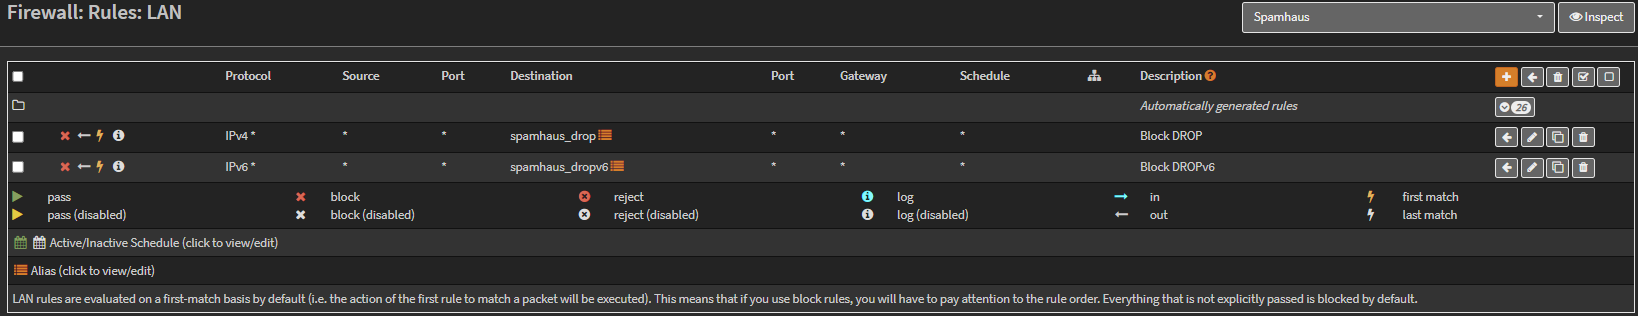 Firewall: Rules: LAN
Spamhaus
Inspect
Protocol Source Port Destination Port Gateway Schedule Description
Automatically generated rules 26
IPv4 * * * spamhaus_drop * * * Block DROP
IPv6 * * * spamhaus_dropv6 * * * Block DROPv6
pass block reject log in first match
pass (disabled) block (disabled) reject (disabled) log (disabled) out last match
Active/Inactive Schedule (click to view/edit)
Alias (click to view/edit)
LAN rules are evaluated on a first-match basis by default (i.e. the action of the first rule to match a packet will be executed). This means that if you use block rules, you will have to pay attention to the rule order. Everything that is not explicitly passed is blocked by default.